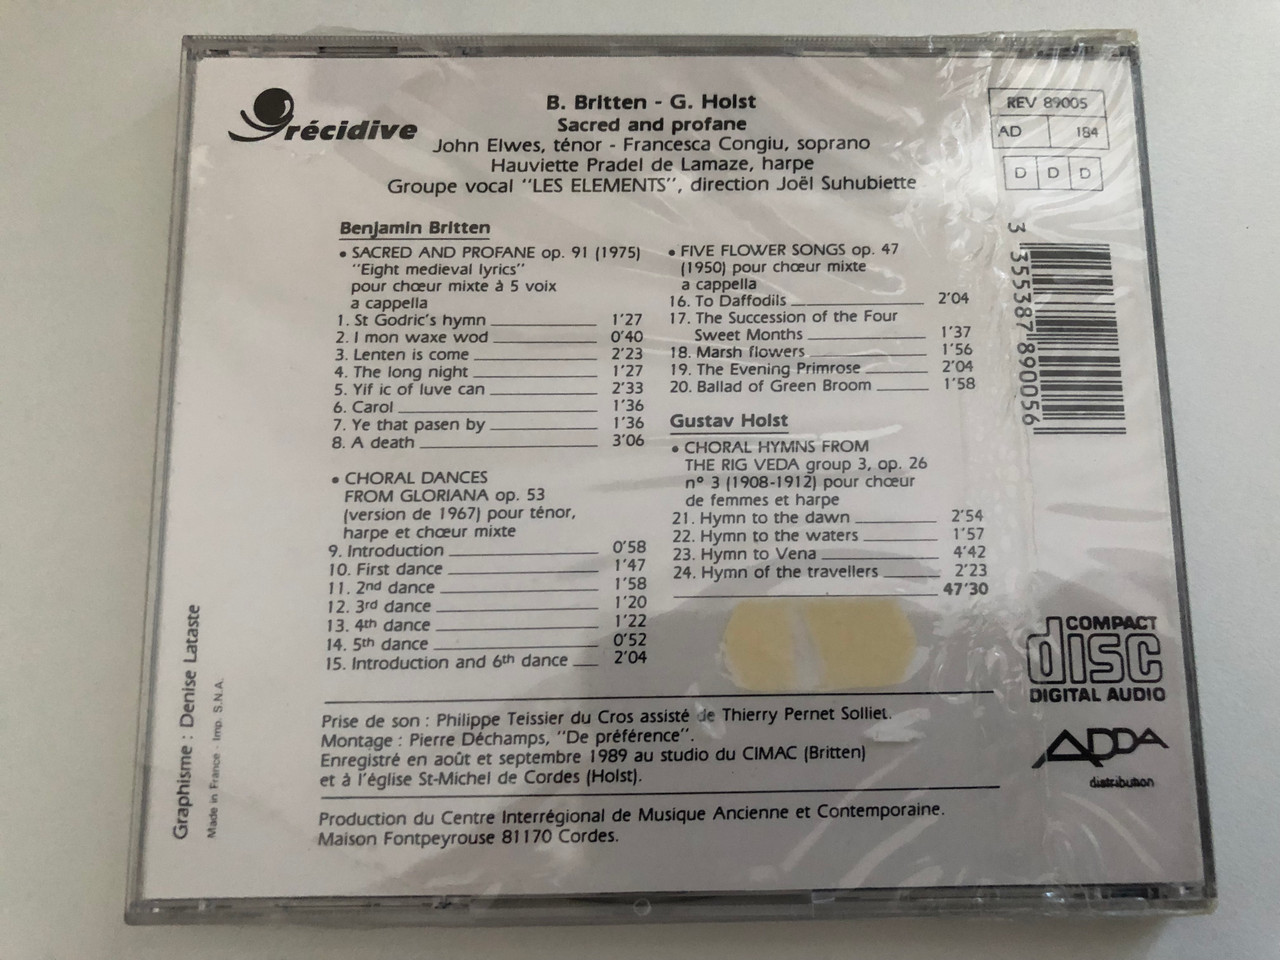 récidive
B. Britten - G. Holst
Sacred and profane
John Elwes, ténor - Francesca Congiu, soprano
Hauviette Pradel de Lamaze, harpe
Groupe vocal "LES ELEMENTS", direction Joël Suhubiette
REV 89005
AD 184
D D D
3 355387 890056
Benjamin Britten
• SACRED AND PROFANE op. 91 (1975)
"Eight medieval lyrics"
pour chœur mixte à 5 voix
a cappella
1. St Godric's hymn 1'27
2. I mon waxe wod 0'40
3. Lenten is come 2'23
4. The long night 1'27
5. Yif ic of luve can 2'33
6. Carol 1'36
7. Ye that pasen by 1'36
8. A death 3'06
• CHORAL DANCES
FROM GLORIANA op. 53
(version de 1967) pour ténor,
harpe et chœur mixte
9. Introduction 0'58
10. First dance 1'47
11. 2nd dance 1'58
12. 3rd dance 1'20
13. 4th dance 1'22
14. 5th dance 0'52
15. Introduction and 6th dance 2'04
• FIVE FLOWER SONGS op. 47
(1950) pour chœur mixte
a cappella
16. To Daffodils 2'04
17. The Succession of the Four
Sweet Months 1'37
18. Marsh flowers 1'56
19. The Evening Primrose 2'04
20. Ballad of Green Broom 1'58
Gustav Holst
• CHORAL HYMNS FROM
THE RIG VEDA group 3, op. 26
n° 3 (1908-1912) pour chœur
de femmes et harpe
21. Hymn to the dawn 2'54
22. Hymn to the waters 1'57
23. Hymn to Vena 4'42
24. Hymn of the travellers 2'23
47'30
COMPACT
disc
DIGITAL AUDIO
ADDA
distribution
Prise de son : Philippe Teissier du Cros assisté de Thierry Pernet Solliet.
Montage : Pierre Déchamps, "De préférence".
Enregistré en août et septembre 1989 au studio du CIMAC (Britten)
et à l'église St-Michel de Cordes (Holst).
Production du Centre Interrégional de Musique Ancienne et Contemporaine.
Maison Fontpeyrouse 81170 Cordes.
Graphisme : Denise Lataste
Made in France - Imp. S.N.A.